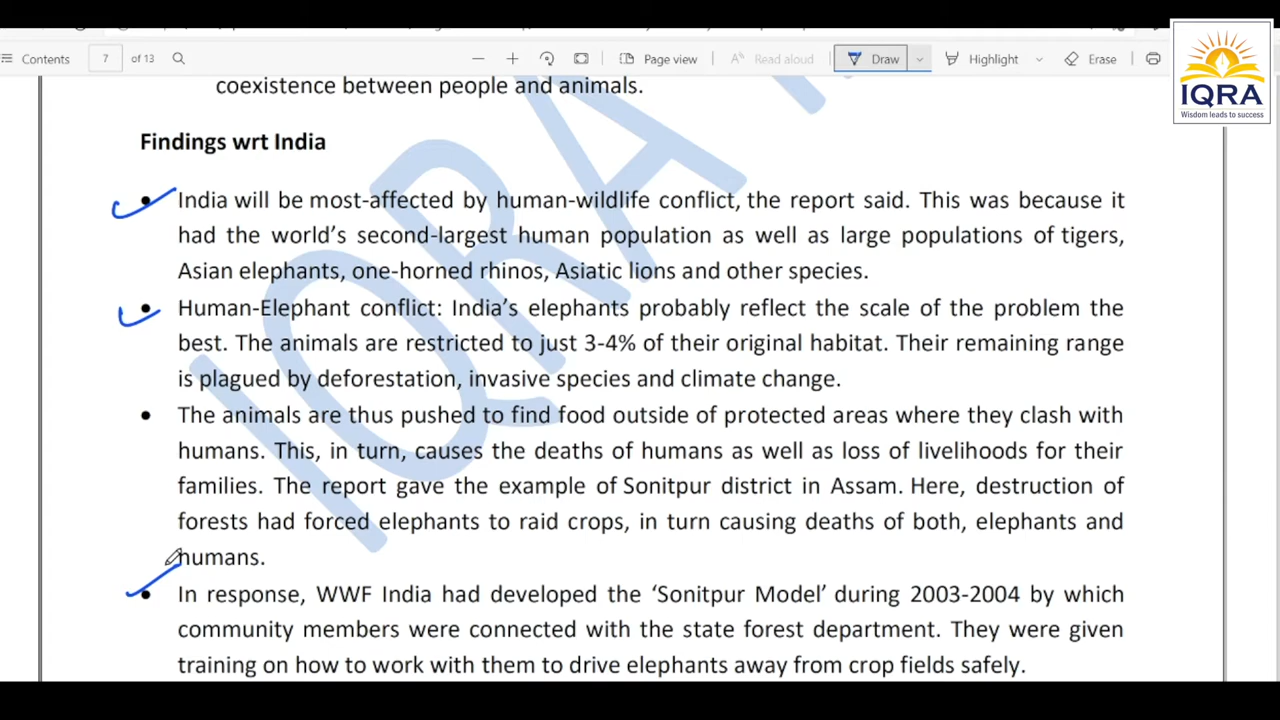 Contents
7 of 13
Page view
Read aloud
Draw
Highlight
Erase
IQRA
Wisdom leads to success
coexistence between people and animals.
Findings wrt India
• India will be most-affected by human-wildlife conflict, the report said. This was because it
had the world's second-largest human population as well as large populations of tigers,
Asian elephants, one-horned rhinos, Asiatic lions and other species.
• Human-Elephant conflict: India's elephants probably reflect the scale of the problem the
best. The animals are restricted to just 3-4% of their original habitat. Their remaining range
is plagued by deforestation, invasive species and climate change.
• The animals are thus pushed to find food outside of protected areas where they clash with
humans. This, in turn, causes the deaths of humans as well as loss of livelihoods for their
families. The report gave the example of Sonitpur district in Assam. Here, destruction of
forests had forced elephants to raid crops, in turn causing deaths of both, elephants and
humans.
• In response, WWF India had developed the ‘Sonitpur Model’ during 2003-2004 by which
community members were connected with the state forest department. They were given
training on how to work with them to drive elephants away from crop fields safely.
IQRA